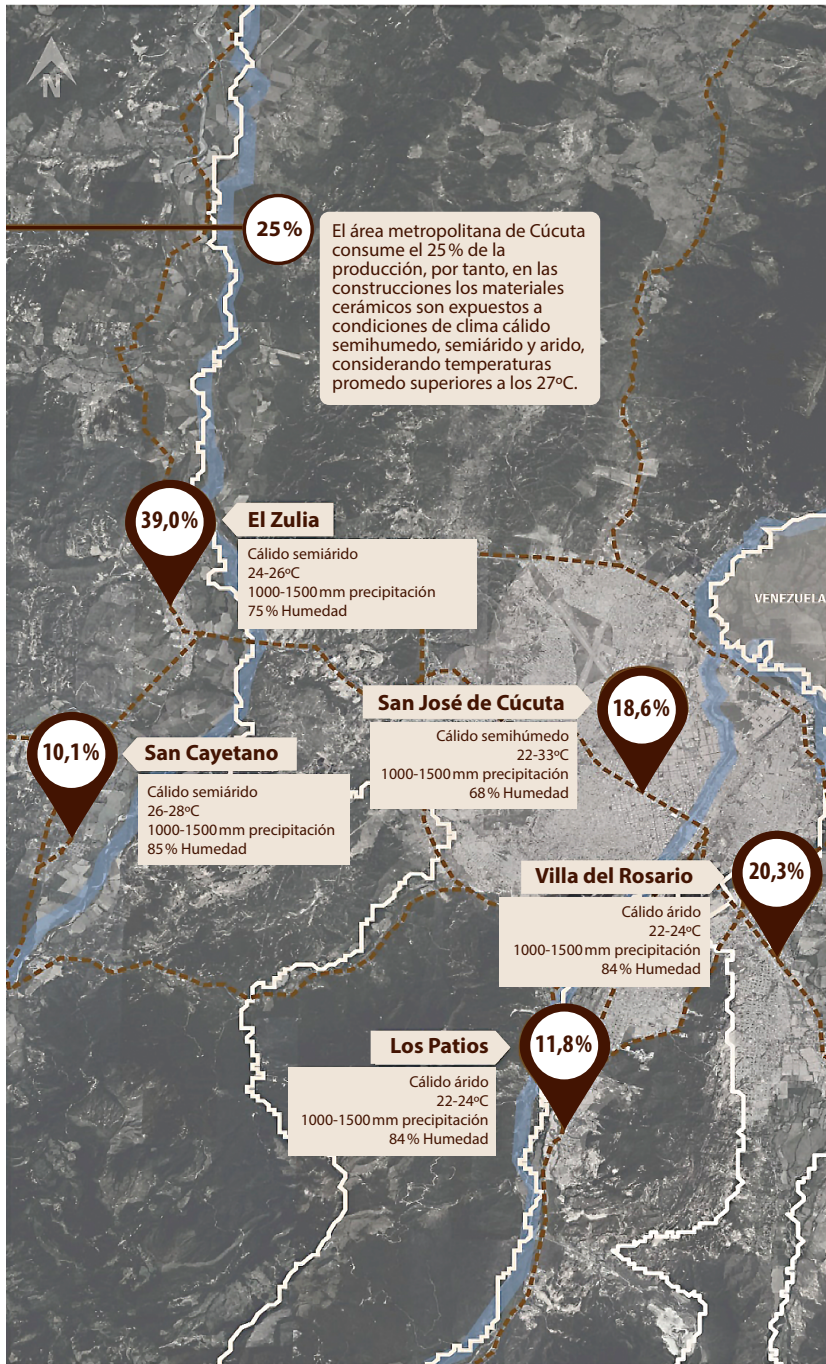 N
25%
El área metropolitana de Cúcuta
consume el 25% de la
producción, por tanto, en las
construcciones los materiales
cerámicos son expuestos a
condiciones de clima cálido
semihumedo, semiárido y arido,
considerando temperaturas
promedo superiores a los 27ºC.
39,0%
El Zulia
Cálido semiárido
24-26ºC
1000-1500mm precipitación
75% Humedad
VENEZUELA
San José de Cúcuta
18,6%
Cálido semihúmedo
22-33ºC
1000-1500mm precipitación
68% Humedad
10,1%
San Cayetano
Cálido semiárido
26-28ºC
1000-1500mm precipitación
85% Humedad
Villa del Rosario
20,3%
Cálido árido
22-24ºC
1000-1500mm precipitación
84% Humedad
Los Patios
11,8%
Cálido árido
22-24ºC
1000-1500mm precipitación
84% Humedad